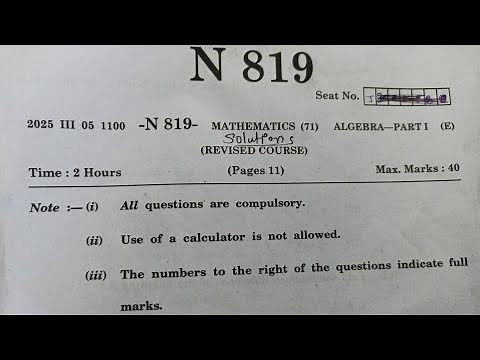 N 819
Seat No.
2025 III 05 1100 -N 819- MATHEMATICS (71) ALGEBRA—PART I (E)
Solutions
(REVISED COURSE)
Time : 2 Hours (Pages 11) Max. Marks : 40
Note :— (i) All questions are compulsory.
(ii) Use of a calculator is not allowed.
(iii) The numbers to the right of the questions indicate full
marks.